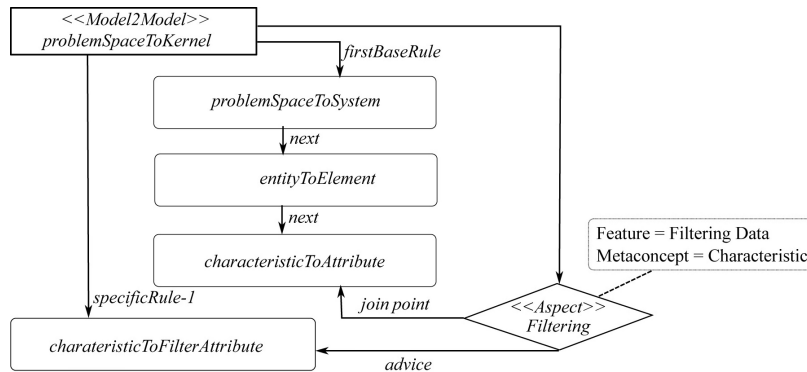 <<Model2Model>>
problemSpaceToKernel
firstBaseRule
problemSpaceToSystem
next
entityToElement
next
Feature = Filtering Data
Metaconcept = Characteristic
characteristicToAttribute
specificRule-1
join point
<<Aspect>>
Filtering
charateristicToFilterAttribute
advice